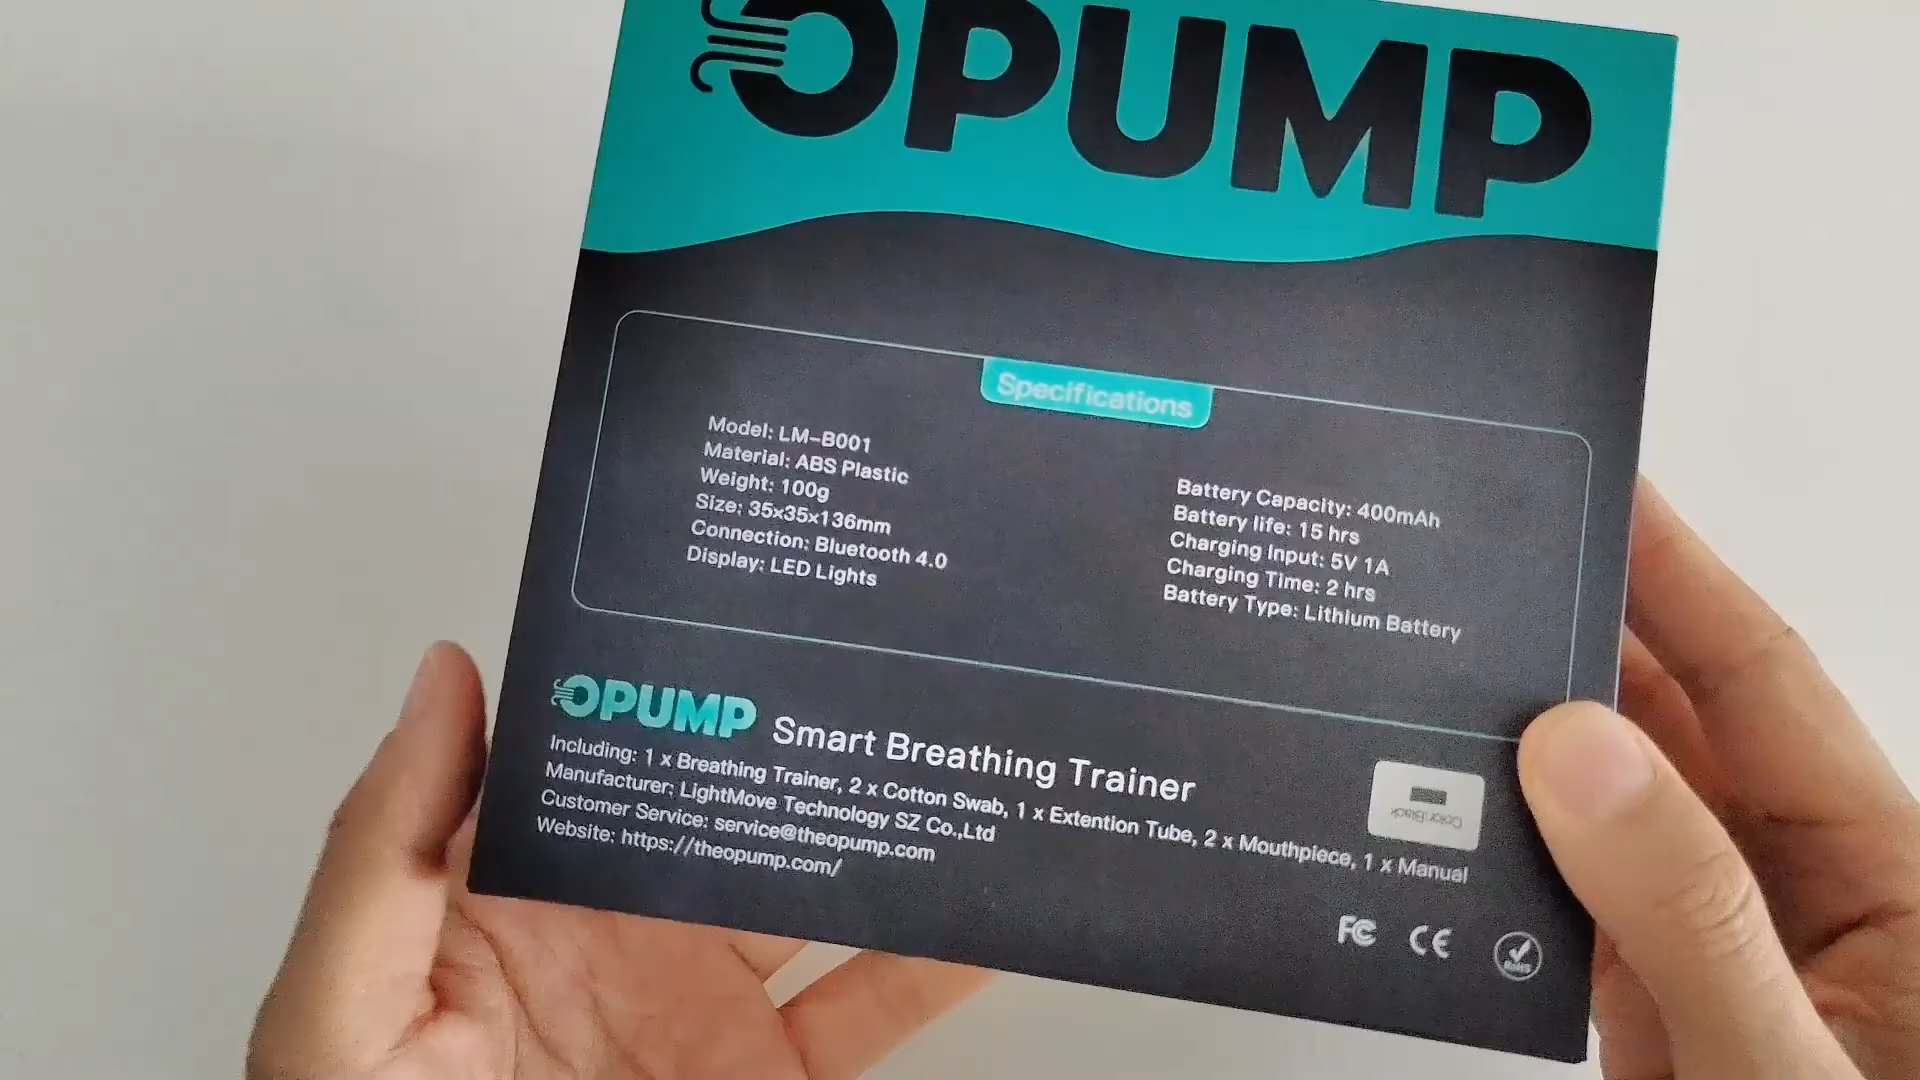 OPUMP
Specifications
Model: LM-B001
Material: ABS Plastic
Weight: 100g
Size: 35x35x136mm
Connection: Bluetooth 4.0
Display: LED Lights
Battery Capacity: 400mAh
Battery life: 15 hrs
Charging Input: 5V 1A
Charging Time: 2 hrs
Battery Type: Lithium Battery
OPUMP Smart Breathing Trainer
Including: 1 x Breathing Trainer, 2 x Cotton Swab, 1 x Extention Tube, 2 x Mouthpiece, 1 x Manual
Manufacturer: LightMove Technology SZ Co.,Ltd
Customer Service: service@theopump.com
Website: https://theopump.com/
Color:Black
FC CE RoHS